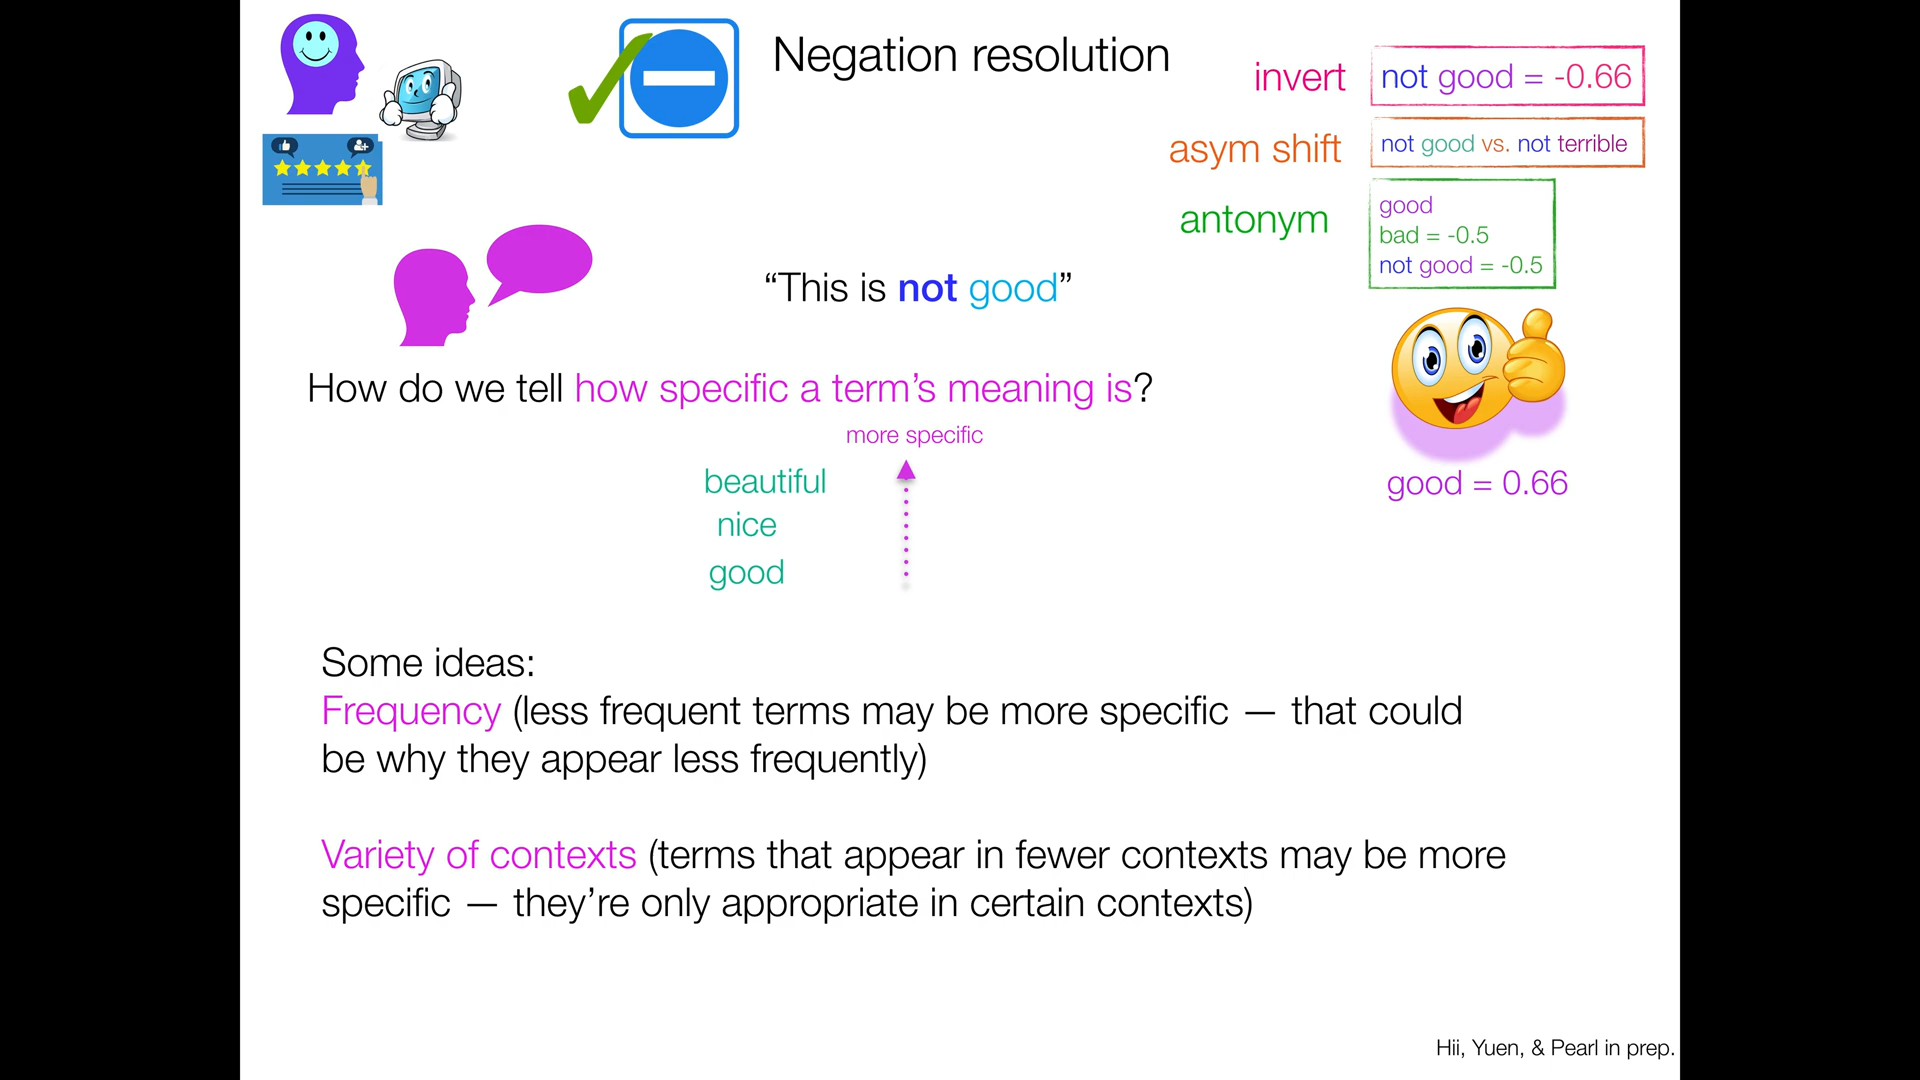 Negation resolution
invert
not good = -0.66
asym shift
not good vs. not terrible
antonym
good
bad = -0.5
not good = -0.5
“This is not good”
How do we tell how specific a term’s meaning is?
more specific
beautiful
nice
good
good = 0.66
Some ideas:
Frequency (less frequent terms may be more specific — that could
be why they appear less frequently)
Variety of contexts (terms that appear in fewer contexts may be more
specific — they’re only appropriate in certain contexts)
Hii, Yuen, & Pearl in prep.